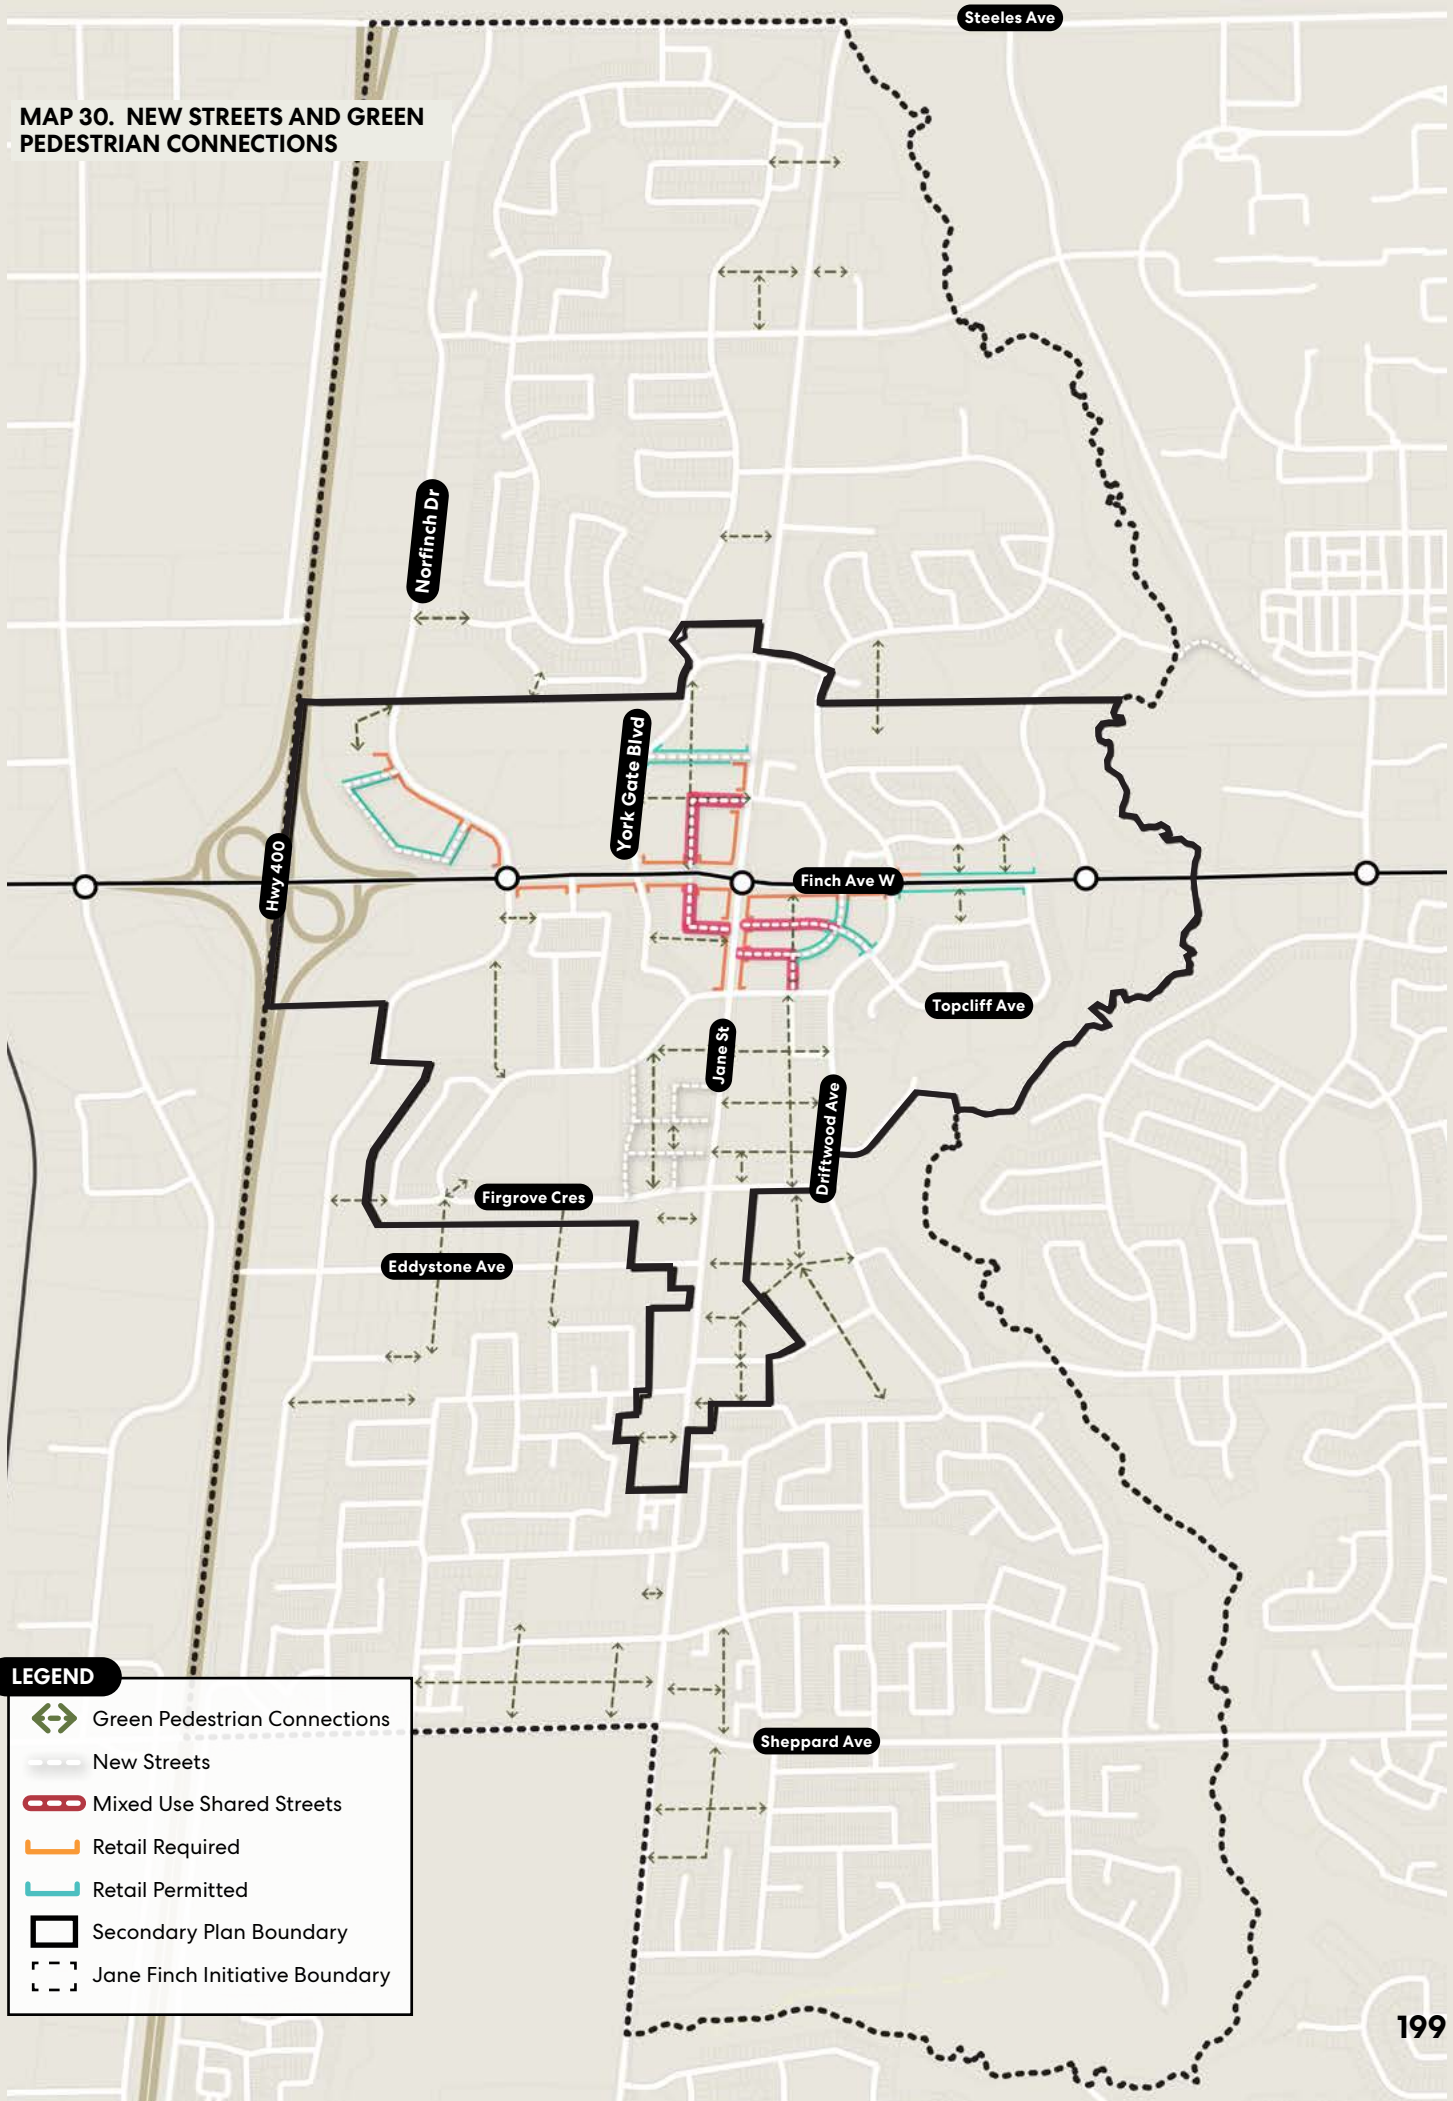 Steeles Ave
MAP 30. NEW STREETS AND GREEN
PEDESTRIAN CONNECTIONS
Norfinch Dr
York Gate Blvd
Hwy 400
Finch Ave W
Topcliff Ave
Jane St
Driftwood Ave
Firgrove Cres
Eddystone Ave
Sheppard Ave
LEGEND
Green Pedestrian Connections
New Streets
Mixed Use Shared Streets
Retail Required
Retail Permitted
Secondary Plan Boundary
Jane Finch Initiative Boundary
199